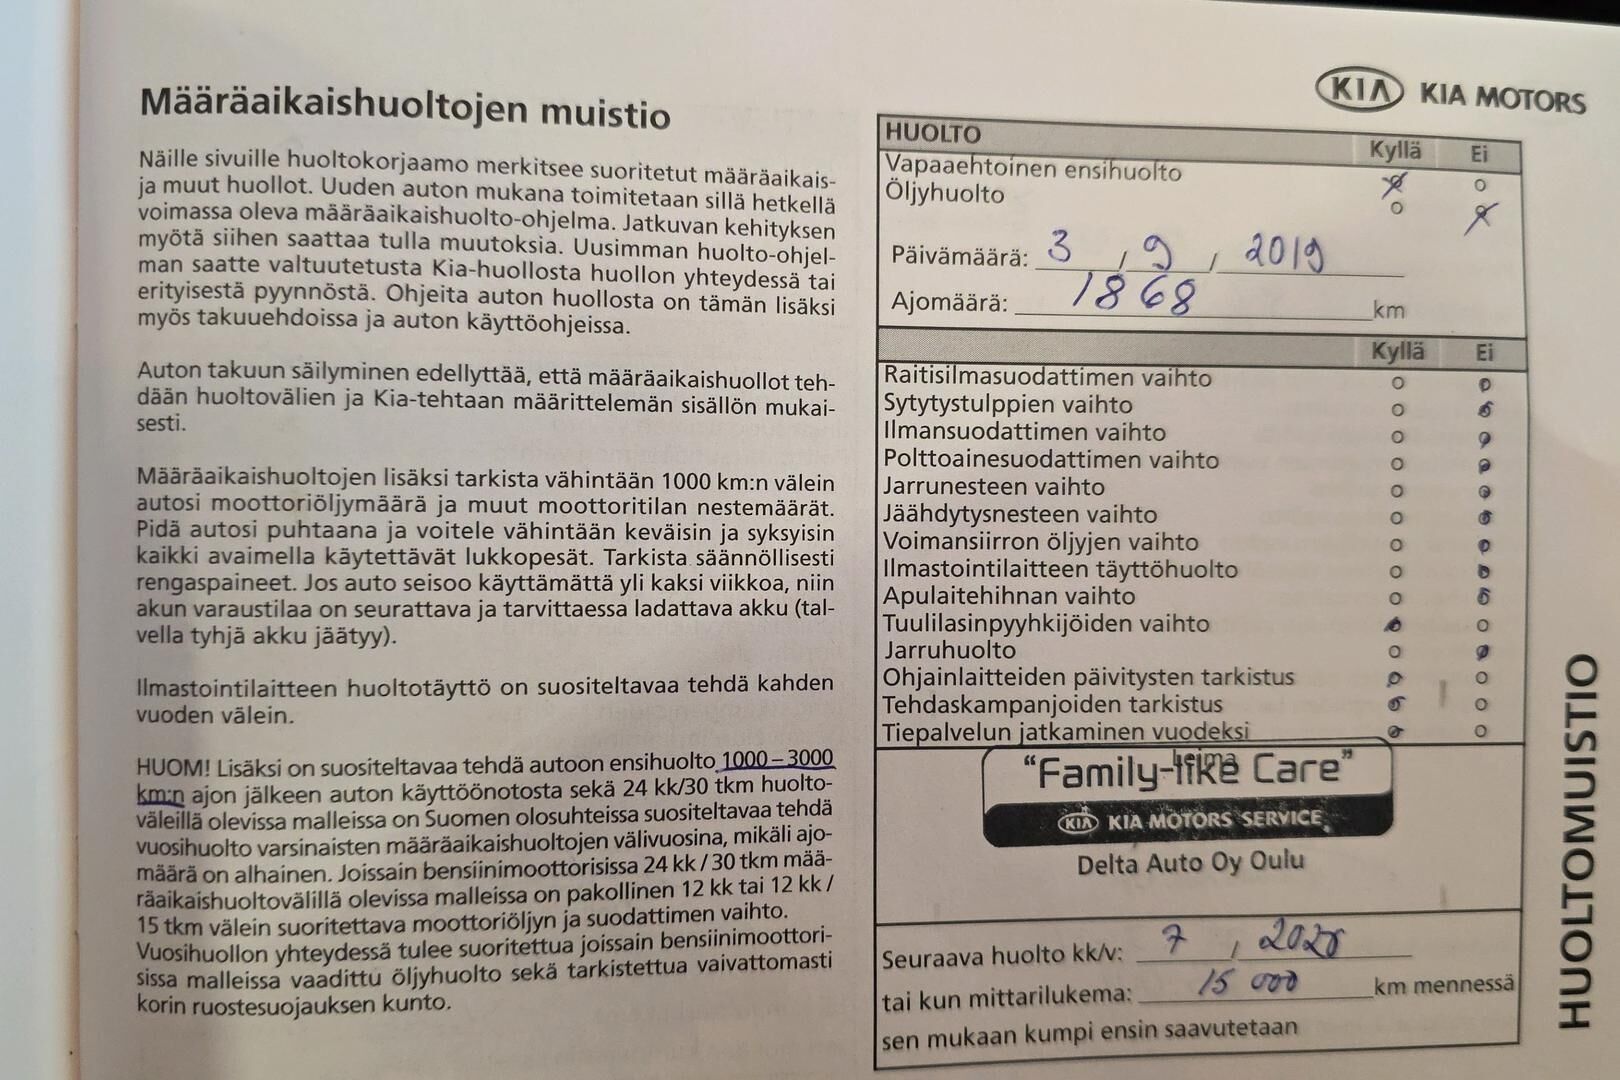 Määräaikaishuoltojen muistio
Näille sivuille huoltokorjaamo merkitsee suoritetut määräaikais-
ja muut huollot. Uuden auton mukana toimitetaan sillä hetkellä
voimassa oleva määräaikaishuolto-ohjelma. Jatkuvan kehityksen
myötä siihen saattaa tulla muutoksia. Uusimman huolto-ohjel-
man saatte valtuutetusta Kia-huollosta huollon yhteydessä tai
erityisestä pyynnöstä. Ohjeita auton huollosta on tämän lisäksi
myös takuuehdoissa ja auton käyttöohjeissa.
Auton takuun säilyminen edellyttää, että määräaikaishuollot teh-
dään huoltovälien ja Kia-tehtaan määrittelemän sisällön mukai-
sesti.
Määräaikaishuoltojen lisäksi tarkista vähintään 1000 km:n välein
autosi moottoriöljymäärä ja muut moottoritilan nestemäärät.
Pidä autosi puhtaana ja voitele vähintään keväisin ja syksyisin
kaikki avaimella käytettävät lukkopesät. Tarkista säännöllisesti
rengaspaineet. Jos auto seisoo käyttämättä yli kaksi viikkoa, niin
akun varaustilaa on seurattava ja tarvittaessa ladattava akku (tal-
vella tyhjä akku jäätyy).
Ilmastointilaitteen huoltotäyttö on suositeltavaa tehdä kahden
vuoden välein.
HUOM! Lisäksi on suositeltavaa tehdä autoon ensihuolto 1000–3000
km:n ajon jälkeen auton käyttöönotosta sekä 24 kk/30 tkm huolto-
väleillä olevissa malleissa on Suomen olosuhteissa suositeltavaa tehdä
vuosihuolto varsinaisten määräaikaishuoltojen välivuosina, mikäli ajo-
määrä on alhainen. Joissain bensiinimoottorisissa 24 kk / 30 tkm mää-
räaikaishuoltovälillä olevissa malleissa on pakollinen 12 kk tai 12 kk /
15 tkm välein suoritettava moottoriöljyn ja suodattimen vaihto.
Vuosihuollon yhteydessä tulee suoritettua joissain bensiinimoottori-
sissa malleissa vaadittu öljyhuolto sekä tarkistettua vaivattomasti
korin ruostesuojauksen kunto.
KIA KIA MOTORS
HUOLTO Kyllä Ei
Vapaaehtoinen ensihuolto
Öljyhuolto
Päivämäärä: 3 / 9 / 2019
Ajomäärä: 1868 km
Kyllä Ei
Raitisilmasuodattimen vaihto
Sytytystulppien vaihto
Ilmansuodattimen vaihto
Polttoainesuodattimen vaihto
Jarrunesteen vaihto
Jäähdytysnesteen vaihto
Voimansiirron öljyjen vaihto
Ilmastointilaitteen täyttöhuolto
Apulaitehihnan vaihto
Tuulilasinpyyhkijöiden vaihto
Jarruhuolto
Ohjainlaitteiden päivitysten tarkistus
Tehdaskampanjoiden tarkistus
Tiepalvelun jatkaminen vuodeksi
Leima
"Family-like Care"
KIA KIA MOTORS SERVICE
Delta Auto Oy Oulu
Seuraava huolto kk/v: 7 /
tai kun mittarilukema: 15 000 km mennessä
sen mukaan kumpi ensin saavutetaan
HUOLTOMUISTIO